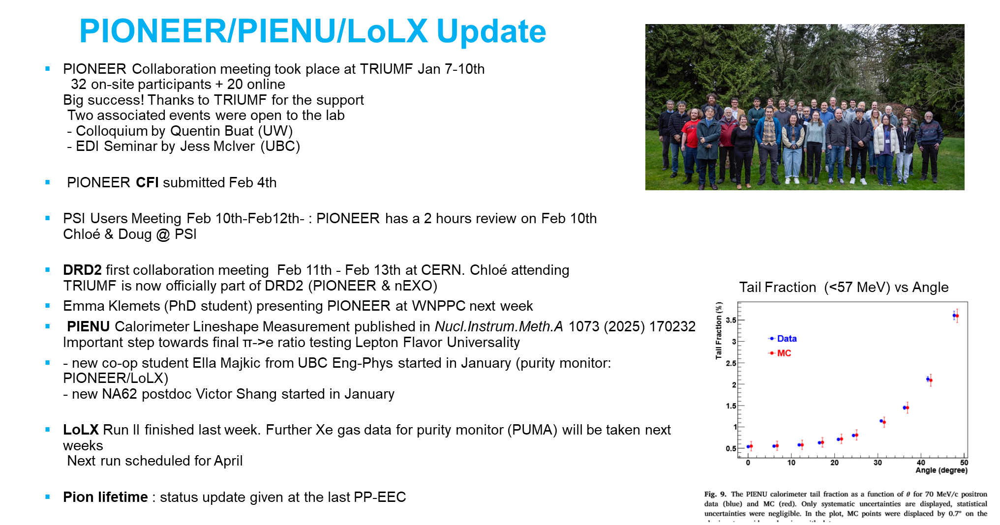 PIONEER/PIENU/LoLX Update
PIONEER Collaboration meeting took place at TRIUMF Jan 7-10th
32 on-site participants + 20 online
Big success! Thanks to TRIUMF for the support
Two associated events were open to the lab
- Colloquium by Quentin Buat (UW)
- EDI Seminar by Jess McIver (UBC)
PIONEER CFI submitted Feb 4th
PSI Users Meeting Feb 10th-Feb12th- : PIONEER has a 2 hours review on Feb 10th
Chloé & Doug @ PSI
DRD2 first collaboration meeting Feb 11th - Feb 13th at CERN. Chloé attending
TRIUMF is now officially part of DRD2 (PIONEER & nEXO)
Emma Klemets (PhD student) presenting PIONEER at WNPPC next week
PIENU Calorimeter Lineshape Measurement published in Nucl.Instrum.Meth.A 1073 (2025) 170232
Important step towards final π->e ratio testing Lepton Flavor Universality
- new co-op student Ella Majkic from UBC Eng-Phys started in January (purity monitor:
PIONEER/LoLX)
- new NA62 postdoc Victor Shang started in January
LoLX Run II finished last week. Further Xe gas data for purity monitor (PUMA) will be taken next
weeks
Next run scheduled for April
Pion lifetime : status update given at the last PP-EEC
Tail Fraction (<57 MeV) vs Angle
Tail Fraction (%)
3.5
3
2.5
2
1.5
1
0.5
Data
MC
0 10 20 30 40 50
Angle (degree)
Fig. 9. The PIENU calorimeter tail fraction as a function of θ for 70 MeV/c positron
data (blue) and MC (red). Only systematic uncertainties are displayed, statistical
uncertainties were negligible. In the plot, MC points were displaced by 0.7° on the